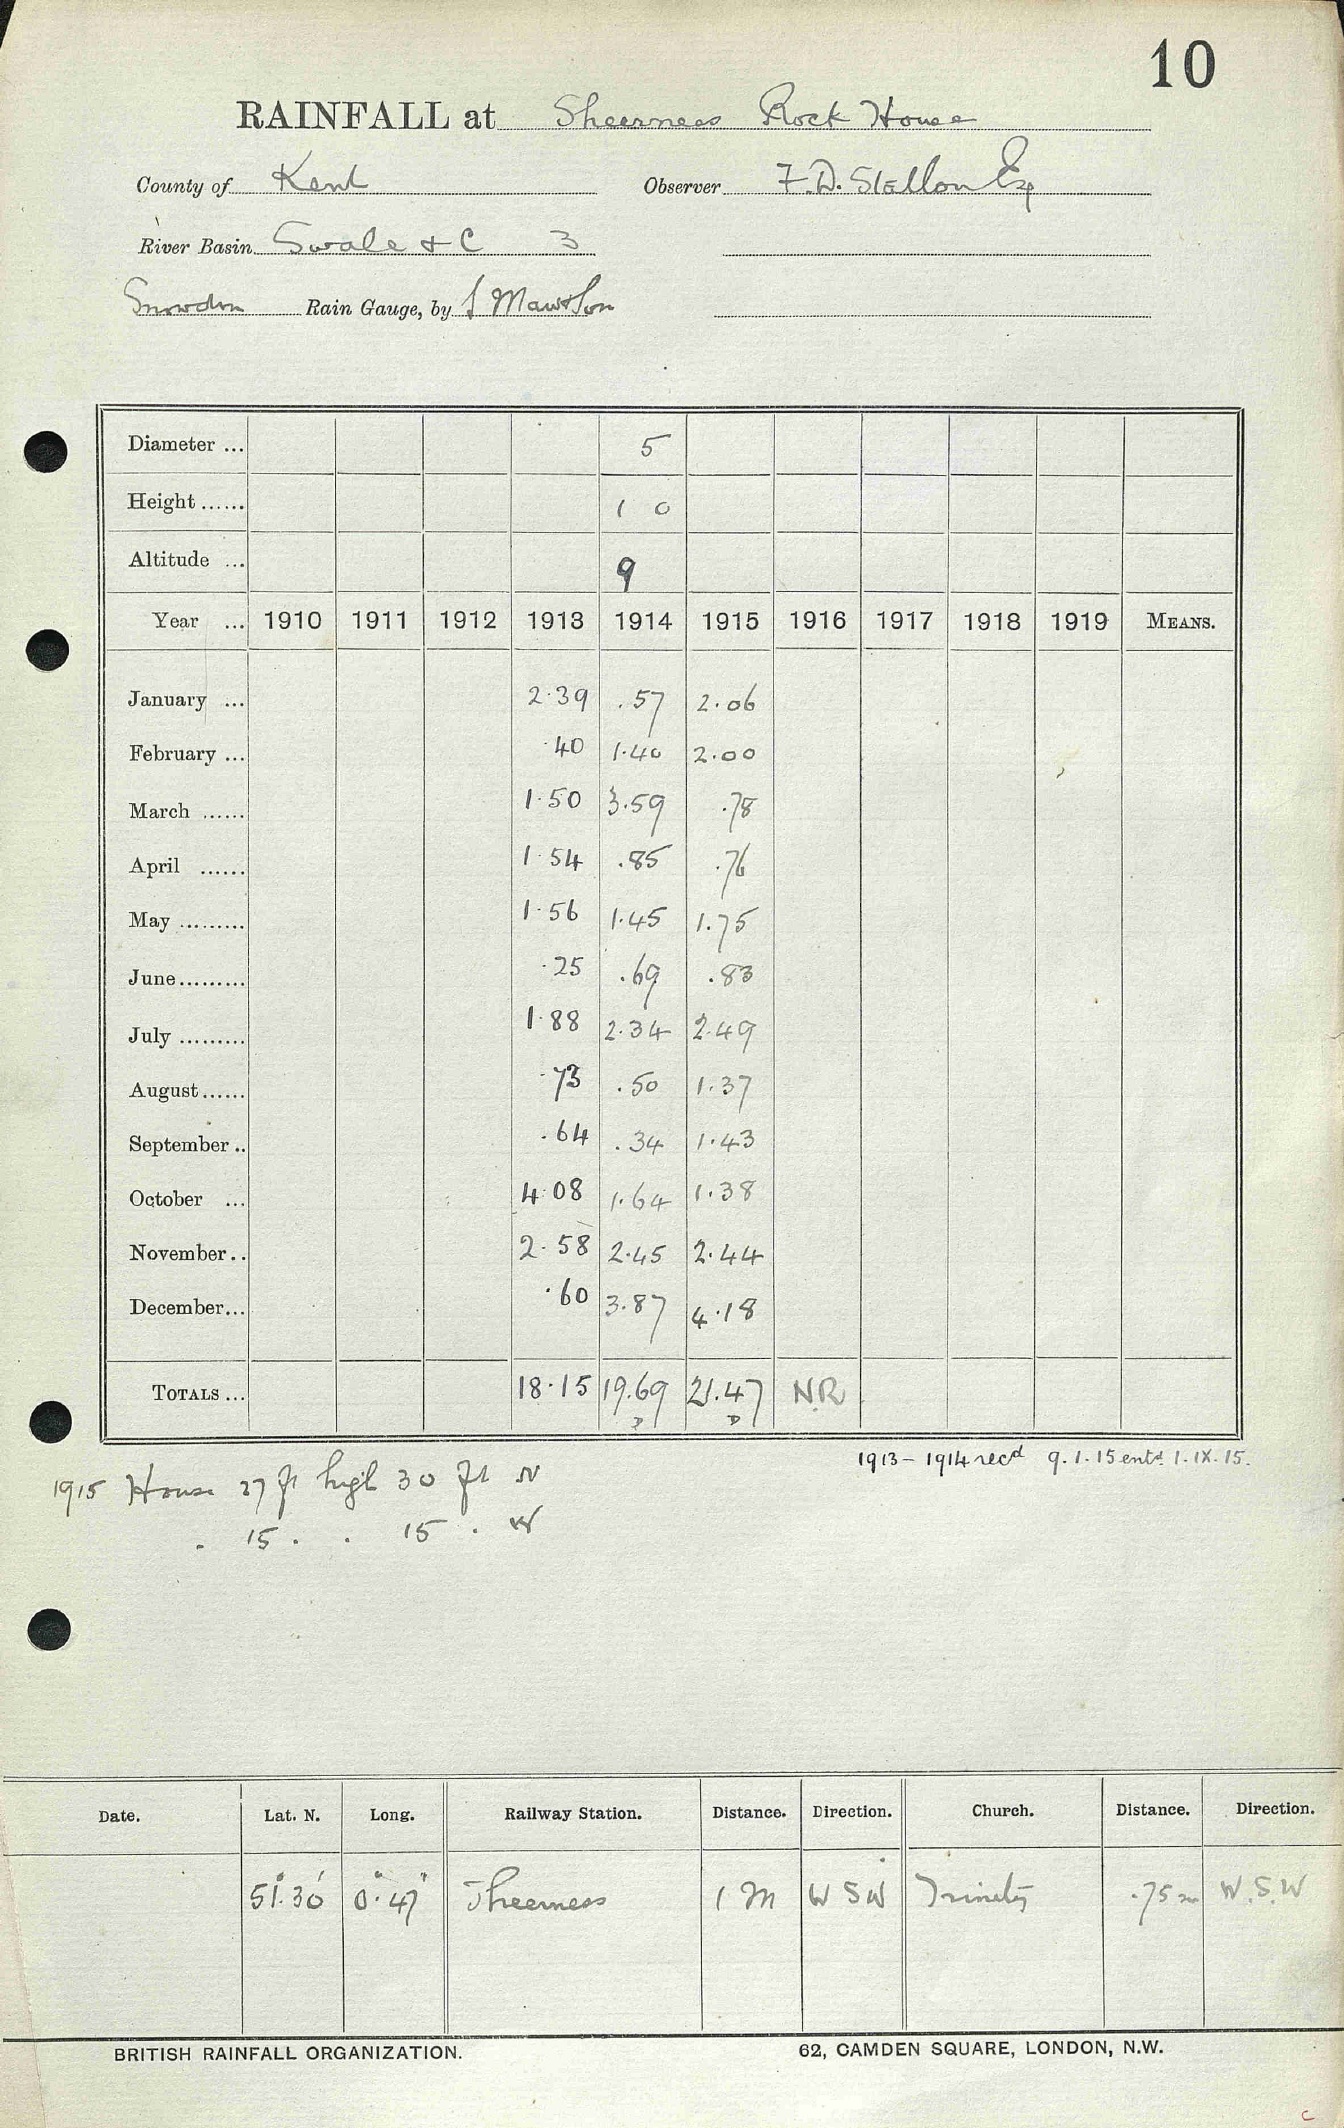 10
RAINFALL at Sheerness Rock House
County of Kent Observer F.D. Stallon Esq
River Basin Swale & C 3
Snowdon Rain Gauge, by S Maw & Son
Diameter ... 5
Height ...... 1 0
Altitude ... 9
Year ... 1910 1911 1912 1913 1914 1915 1916 1917 1918 1919 MEANS.
January ... 2.39 .57 2.06
February ... .40 1.40 2.00
March ...... 1.50 3.59 .78
April ...... 1.54 .85 .76
May ......... 1.56 1.45 1.75
June ......... .25 .69 .83
July ......... 1.88 2.34 2.49
August ...... .73 .50 1.37
September .. .64 .34 1.43
October ... 4.08 1.64 1.38
November .. 2.58 2.45 2.44
December ... .60 3.87 4.18
TOTALS ... 18.15 19.69 21.47 N.R.
D D
1913 - 1914 recd 9.1.15 entd 1.IX.15.
1915 House 27 ft high 30 ft N
. 15 . . 15 . W
Date. Lat. N. Long. Railway Station. Distance. Direction. Church. Distance. Direction.
51°.30' 0°.47' Sheerness 1 M W S W Trinity .75 m W.S.W
BRITISH RAINFALL ORGANIZATION. 62, CAMDEN SQUARE, LONDON, N.W.
C